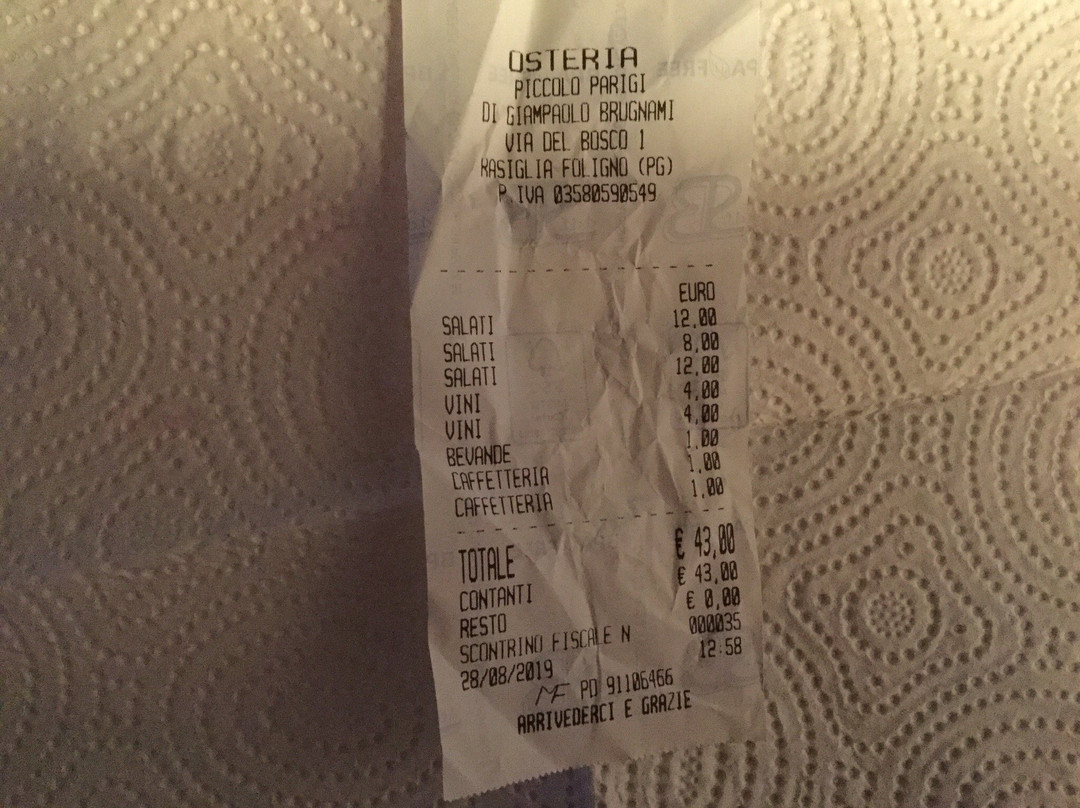 OSTERIA
PICCOLO PARIGI
DI GIAMPAOLO BRUGNAMI
VIA DEL BOSCO 1
RASIGLIA FOLIGNO (PG)
P.IVA 03580590549
EURO
SALATI 12,00
SALATI 8,00
SALATI 12,00
VINI 4,00
VINI 4,00
BEVANDE 1,00
CAFFETTERIA 1,00
CAFFETTERIA 1,00
TOTALE € 43,00
CONTANTI € 43,00
RESTO € 0,00
SCONTRINO FISCALE N 000035
28/08/2019 12:58
MF PD 91106466
ARRIVEDERCI E GRAZIE